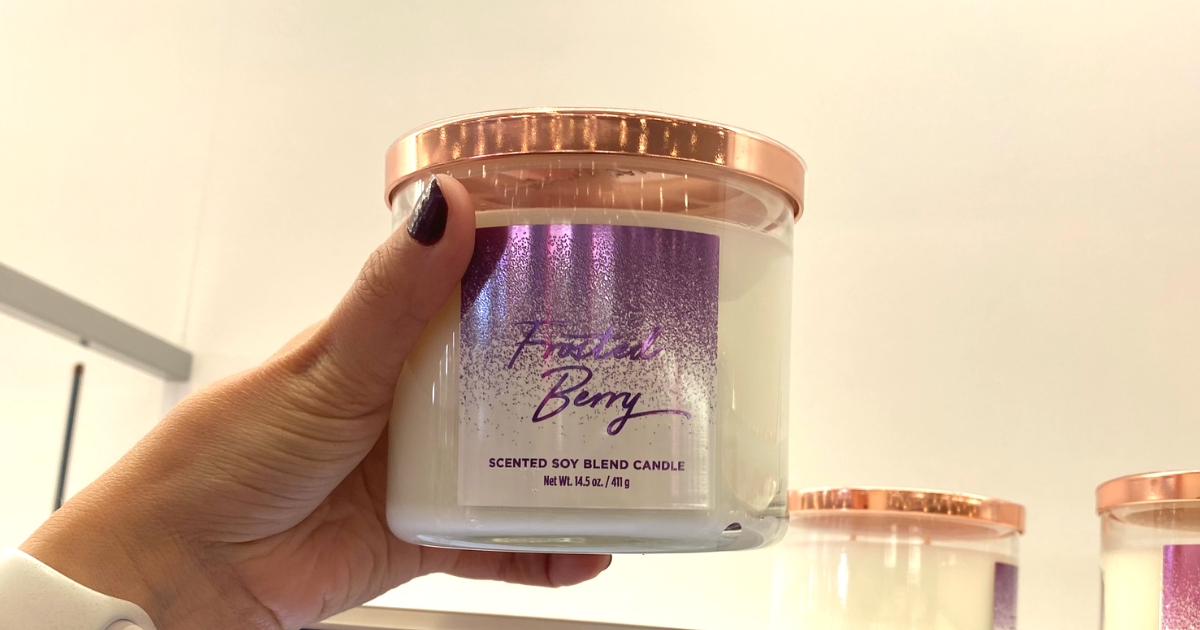 Frosted
Berry
SCENTED SOY BLEND CANDLE
Net Wt. 14.5 oz. / 411 g